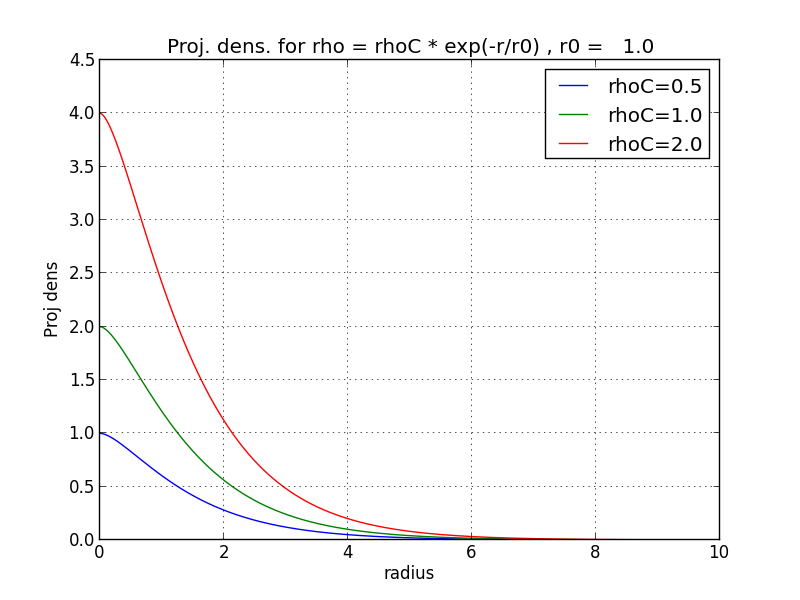 Proj. dens. for rho = rhoC * exp(-r/r0) , r0 =   1.0
4.5
4.0
3.5
3.0
2.5
2.0
1.5
1.0
0.5
0.0
Proj dens
rhoC=0.5
rhoC=1.0
rhoC=2.0
0 2 4 6 8 10
radius